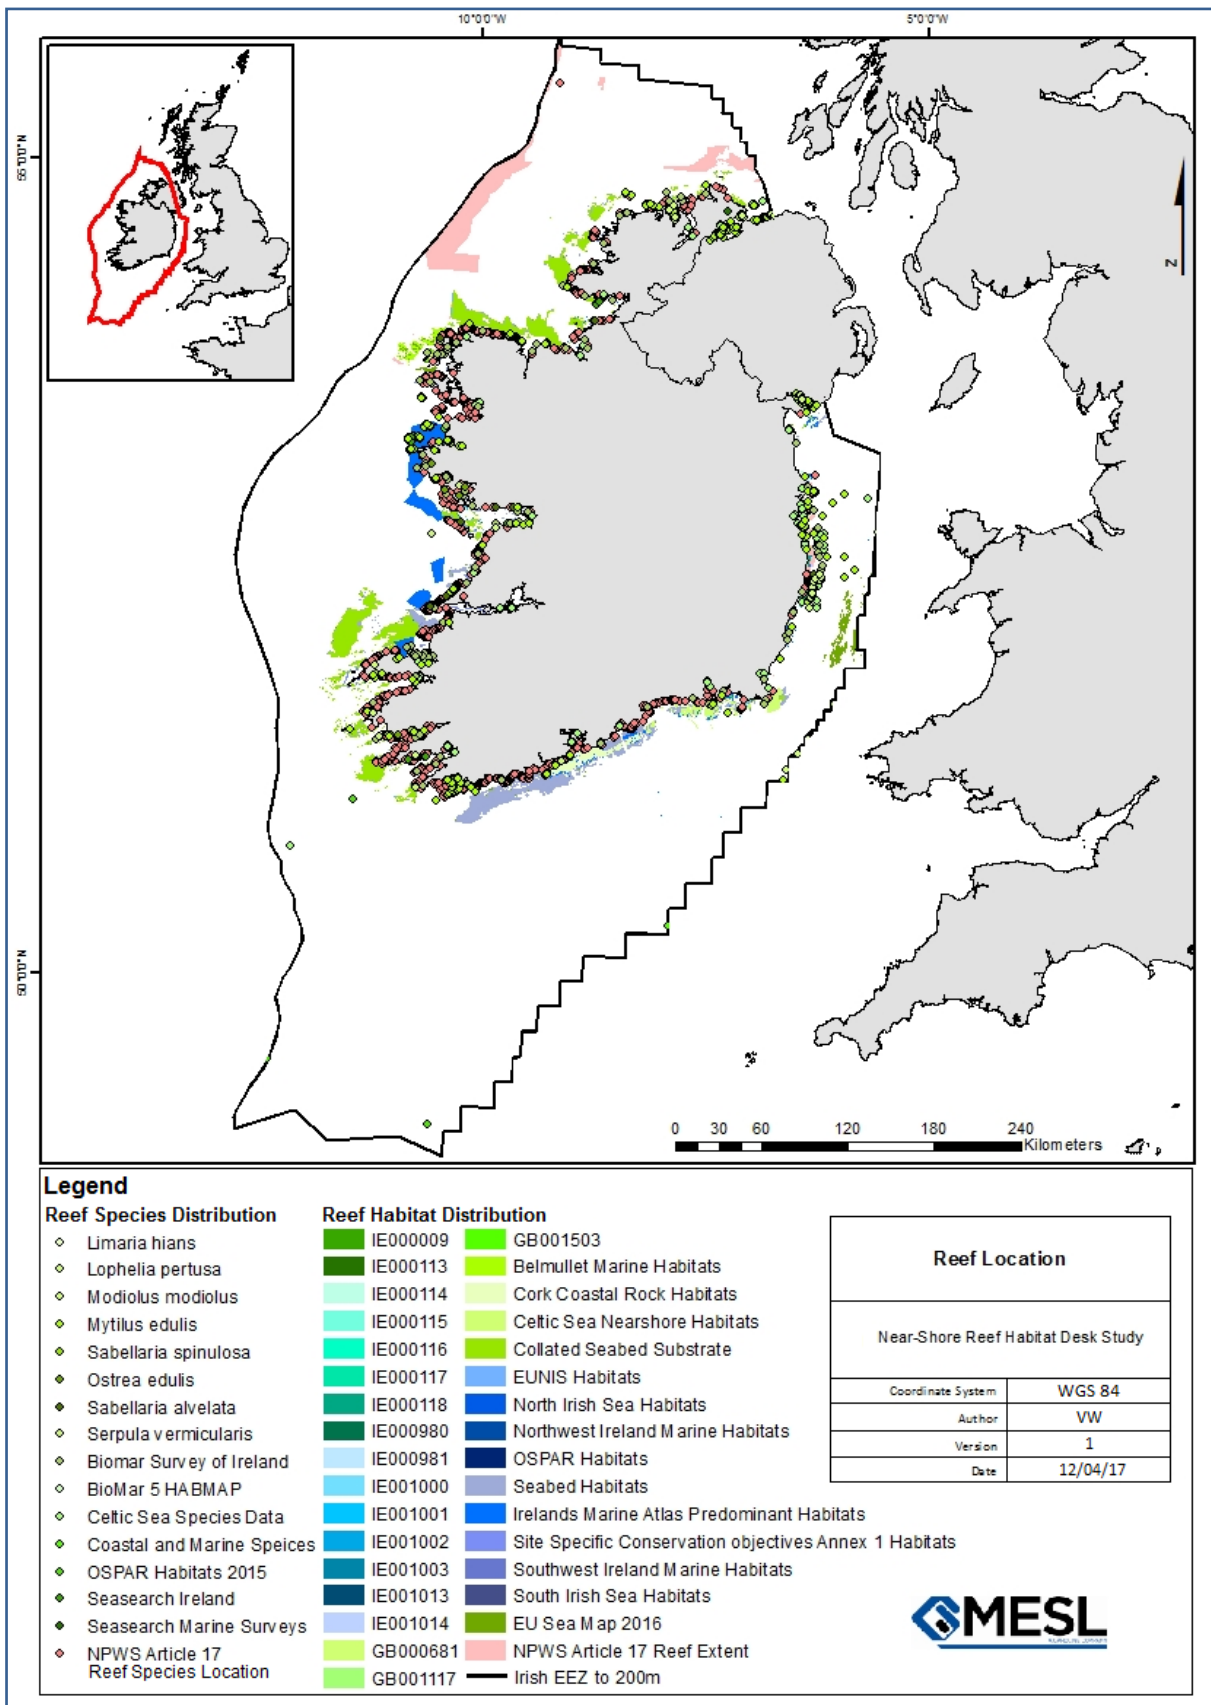 10°0'0"W
5°0'0"W
55°0'0"N
50°0'0"N
N
0 30 60 120 180 240
Kilometers
Legend
Reef Species Distribution
Limaria hians
Lophelia pertusa
Modiolus modiolus
Mytilus edulis
Sabellaria spinulosa
Ostrea edulis
Sabellaria alvelata
Serpula vermicularis
Biomar Survey of Ireland
BioMar 5 HABMAP
Celtic Sea Species Data
Coastal and Marine Speices
OSPAR Habitats 2015
Seasearch Ireland
Seasearch Marine Surveys
NPWS Article 17
Reef Species Location
Reef Habitat Distribution
IE000009
IE000113
IE000114
IE000115
IE000116
IE000117
IE000118
IE000980
IE000981
IE001000
IE001001
IE001002
IE001003
IE001013
IE001014
GB000681
GB001117
GB001503
Belmullet Marine Habitats
Cork Coastal Rock Habitats
Celtic Sea Nearshore Habitats
Collated Seabed Substrate
EUNIS Habitats
North Irish Sea Habitats
Northwest Ireland Marine Habitats
OSPAR Habitats
Seabed Habitats
Irelands Marine Atlas Predominant Habitats
Site Specific Conservation objectives Annex 1 Habitats
Southwest Ireland Marine Habitats
South Irish Sea Habitats
EU Sea Map 2016
NPWS Article 17 Reef Extent
Irish EEZ to 200m
Reef Location
Near-Shore Reef Habitat Desk Study
Coordinate System WGS 84
Author VW
Version 1
Date 12/04/17
MESL